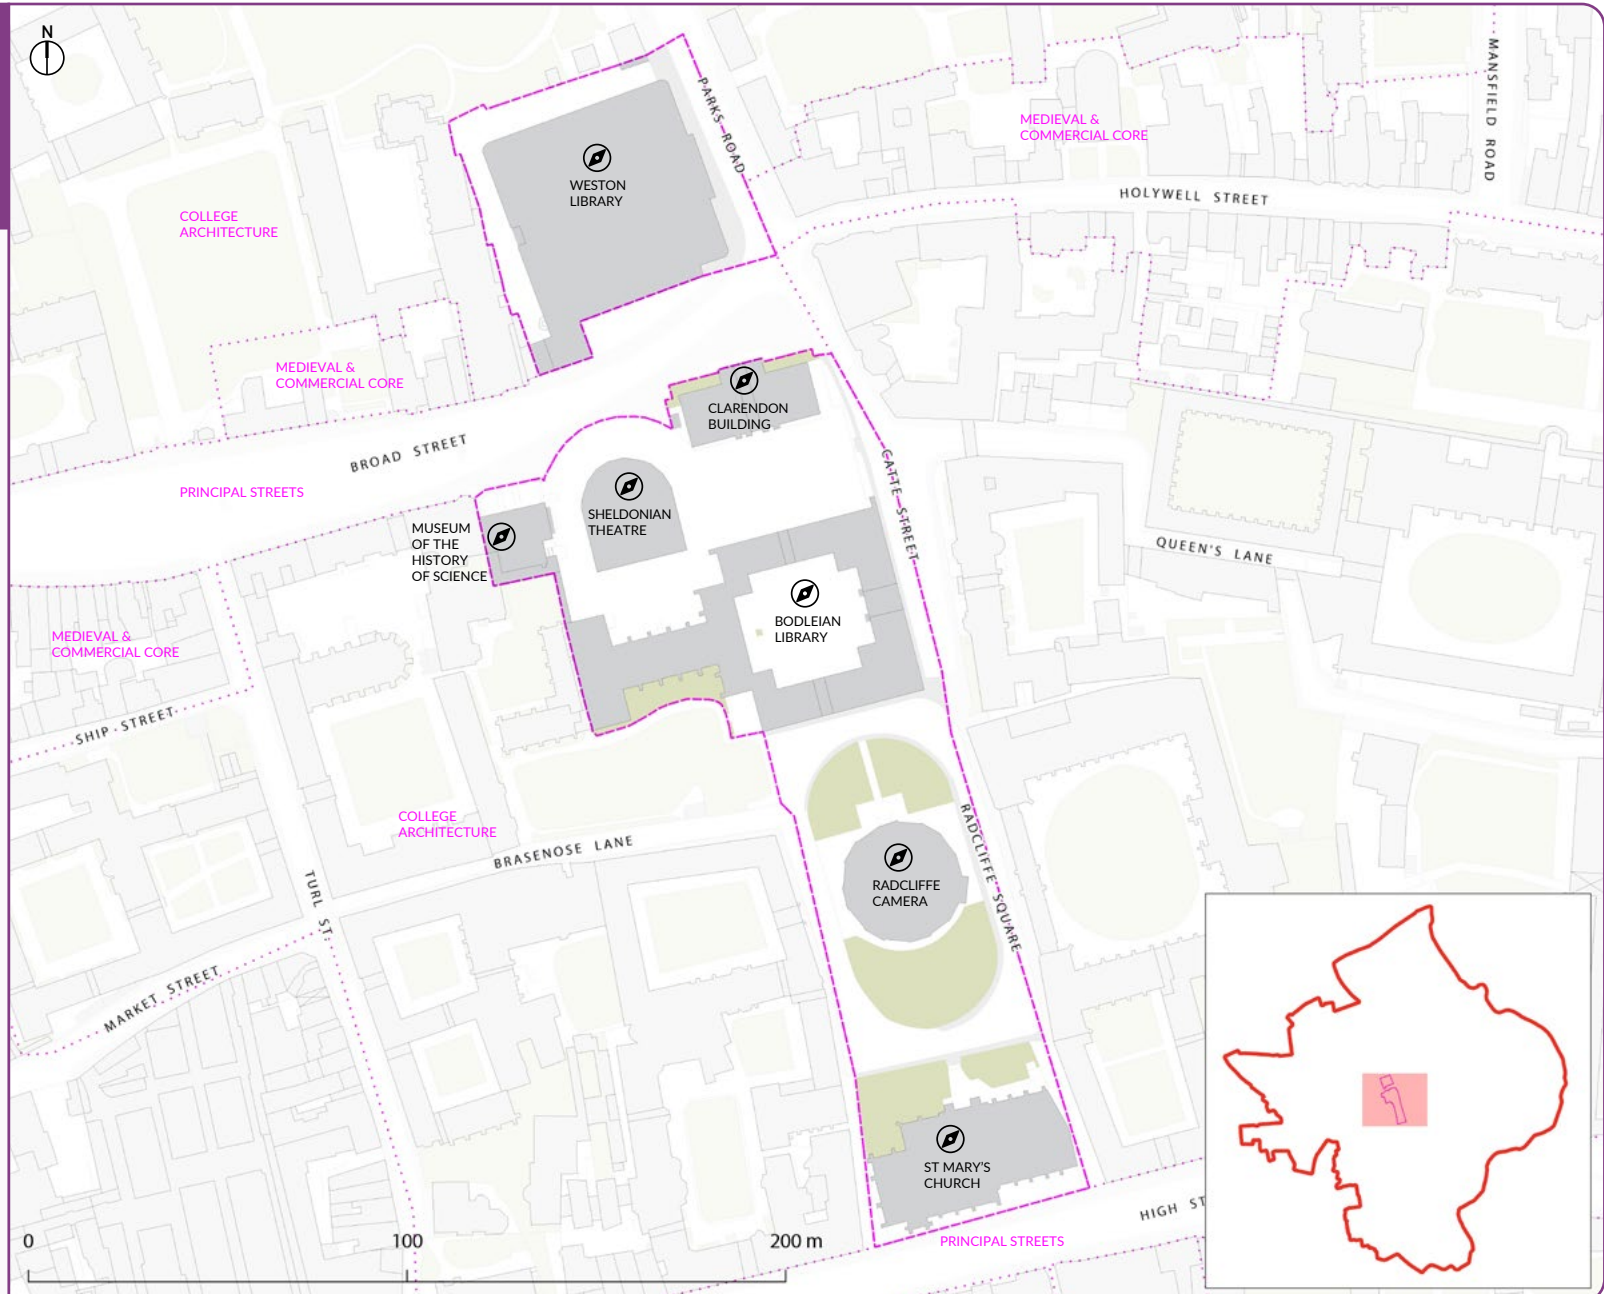 N
PARKS ROAD
MANSFIELD ROAD
MEDIEVAL &
COMMERCIAL CORE
WESTON
LIBRARY
HOLYWELL STREET
COLLEGE
ARCHITECTURE
MEDIEVAL &
COMMERCIAL CORE
CLARENDON
BUILDING
BROAD STREET
CATTE STREET
PRINCIPAL STREETS
SHELDONIAN
THEATRE
MUSEUM
OF THE
HISTORY
OF SCIENCE
QUEEN'S LANE
BODLEIAN
LIBRARY
MEDIEVAL &
COMMERCIAL CORE
SHIP STREET
COLLEGE
ARCHITECTURE
BRASENOSE LANE
RADCLIFFE SQUARE
RADCLIFFE
CAMERA
TURL ST
MARKET STREET
ST MARY'S
CHURCH
HIGH ST
PRINCIPAL STREETS
0 100 200 m